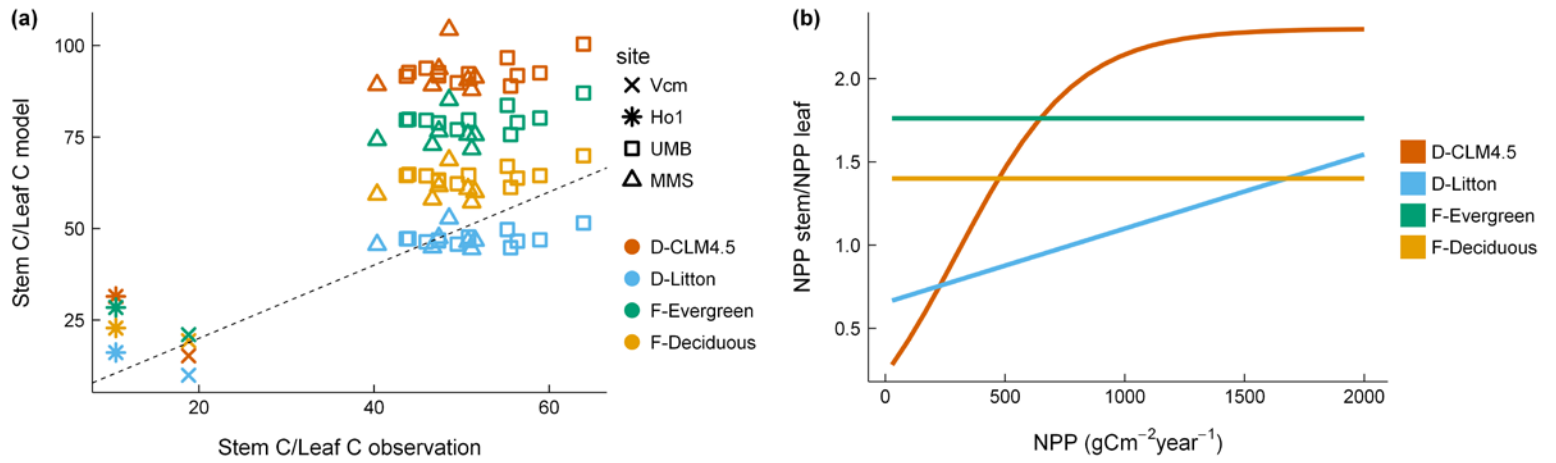 (a)
Stem C/Leaf C model
100
75
50
25
20
40
60
Stem C/Leaf C observation
site
Vcm
Ho1
UMB
MMS
D-CLM4.5
D-Litton
F-Evergreen
F-Deciduous
(b)
NPP stem/NPP leaf
2.0
1.5
1.0
0.5
0
500
1000
1500
2000
NPP (gCm⁻²year⁻¹)
D-CLM4.5
D-Litton
F-Evergreen
F-Deciduous